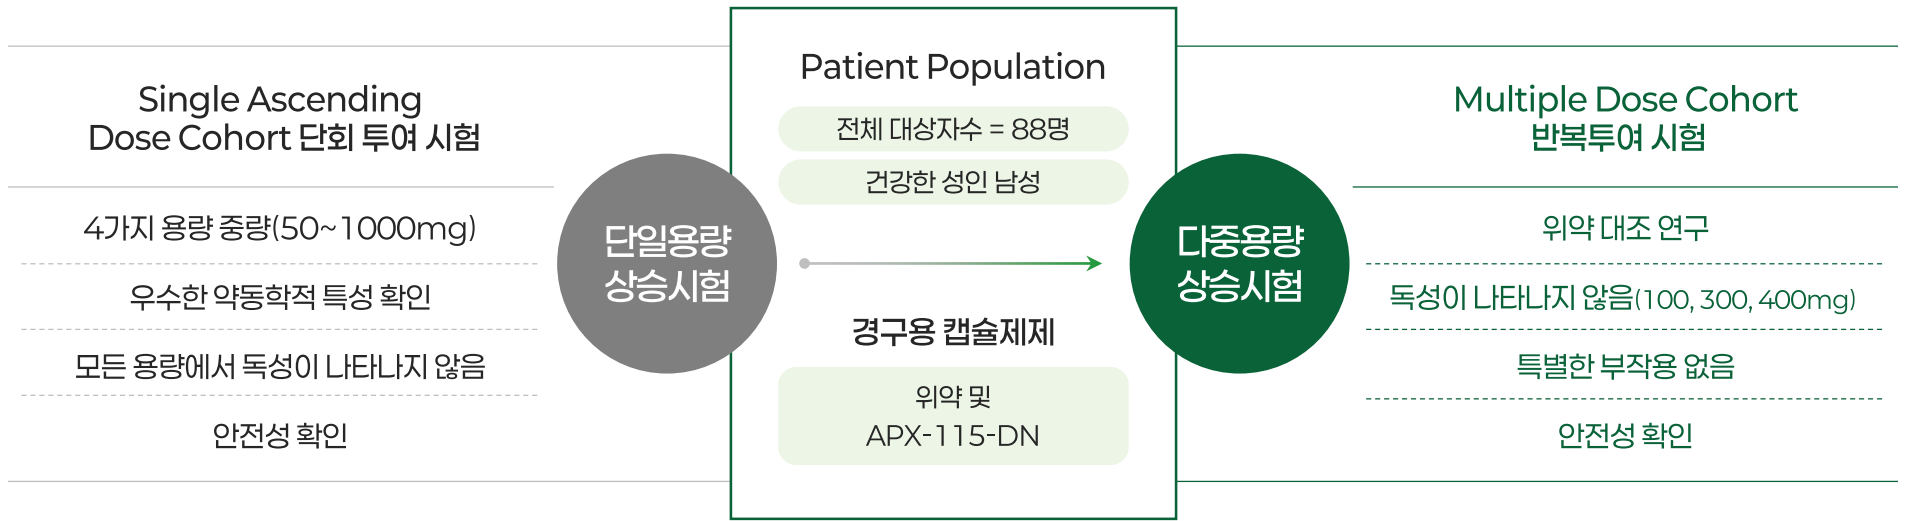 Single Ascending
Dose Cohort 단회 투여 시험
4가지 용량 중량(50~1000mg)
우수한 약동학적 특성 확인
모든 용량에서 독성이 나타나지 않음
안전성 확인
단일용량
상승시험
Patient Population
전체 대상자수 = 88명
건강한 성인 남성
경구용 캡슐제제
위약 및
APX-115-DN
다중용량
상승시험
Multiple Dose Cohort
반복투여 시험
위약 대조 연구
독성이 나타나지 않음(100, 300, 400mg)
특별한 부작용 없음
안전성 확인